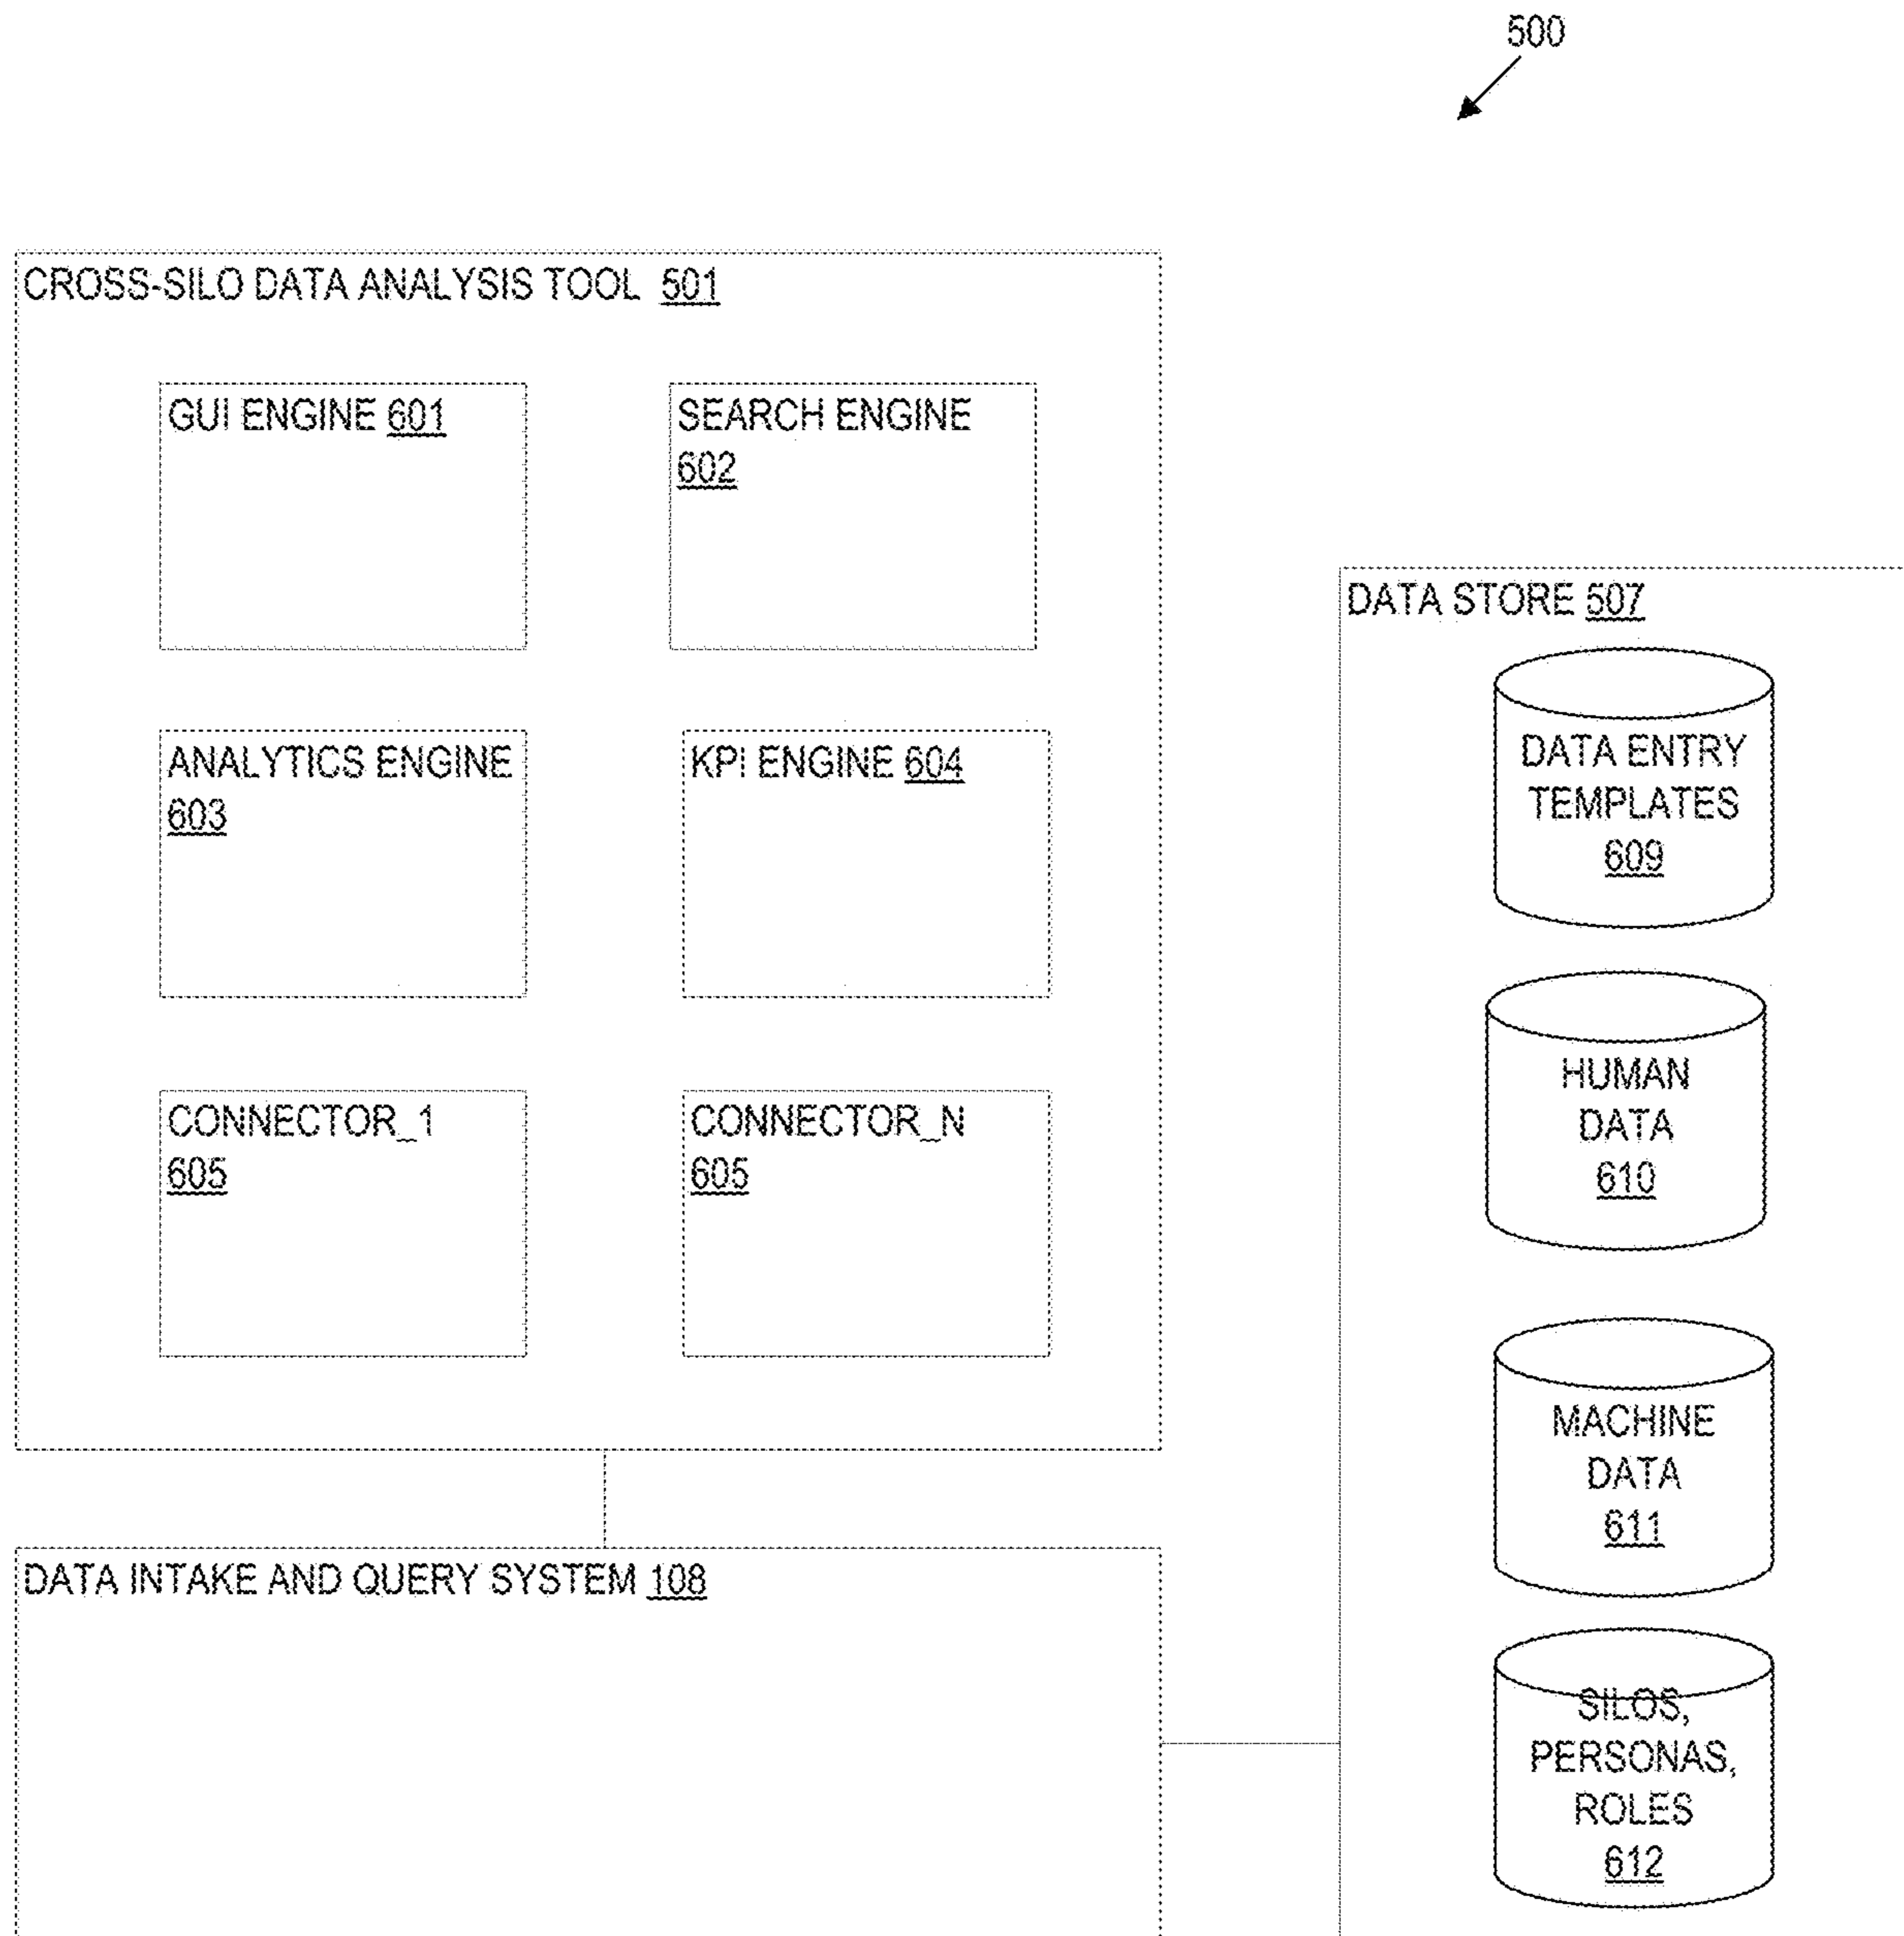 500
CROSS-SILO DATA ANALYSIS TOOL 501
GUI ENGINE 601
SEARCH ENGINE
602
ANALYTICS ENGINE
603
KPI ENGINE 604
CONNECTOR_1
605
CONNECTOR_N
605
DATA INTAKE AND QUERY SYSTEM 108
DATA STORE 507
DATA ENTRY
TEMPLATES
609
HUMAN
DATA
610
MACHINE
DATA
611
SILOS,
PERSONAS,
ROLES
612